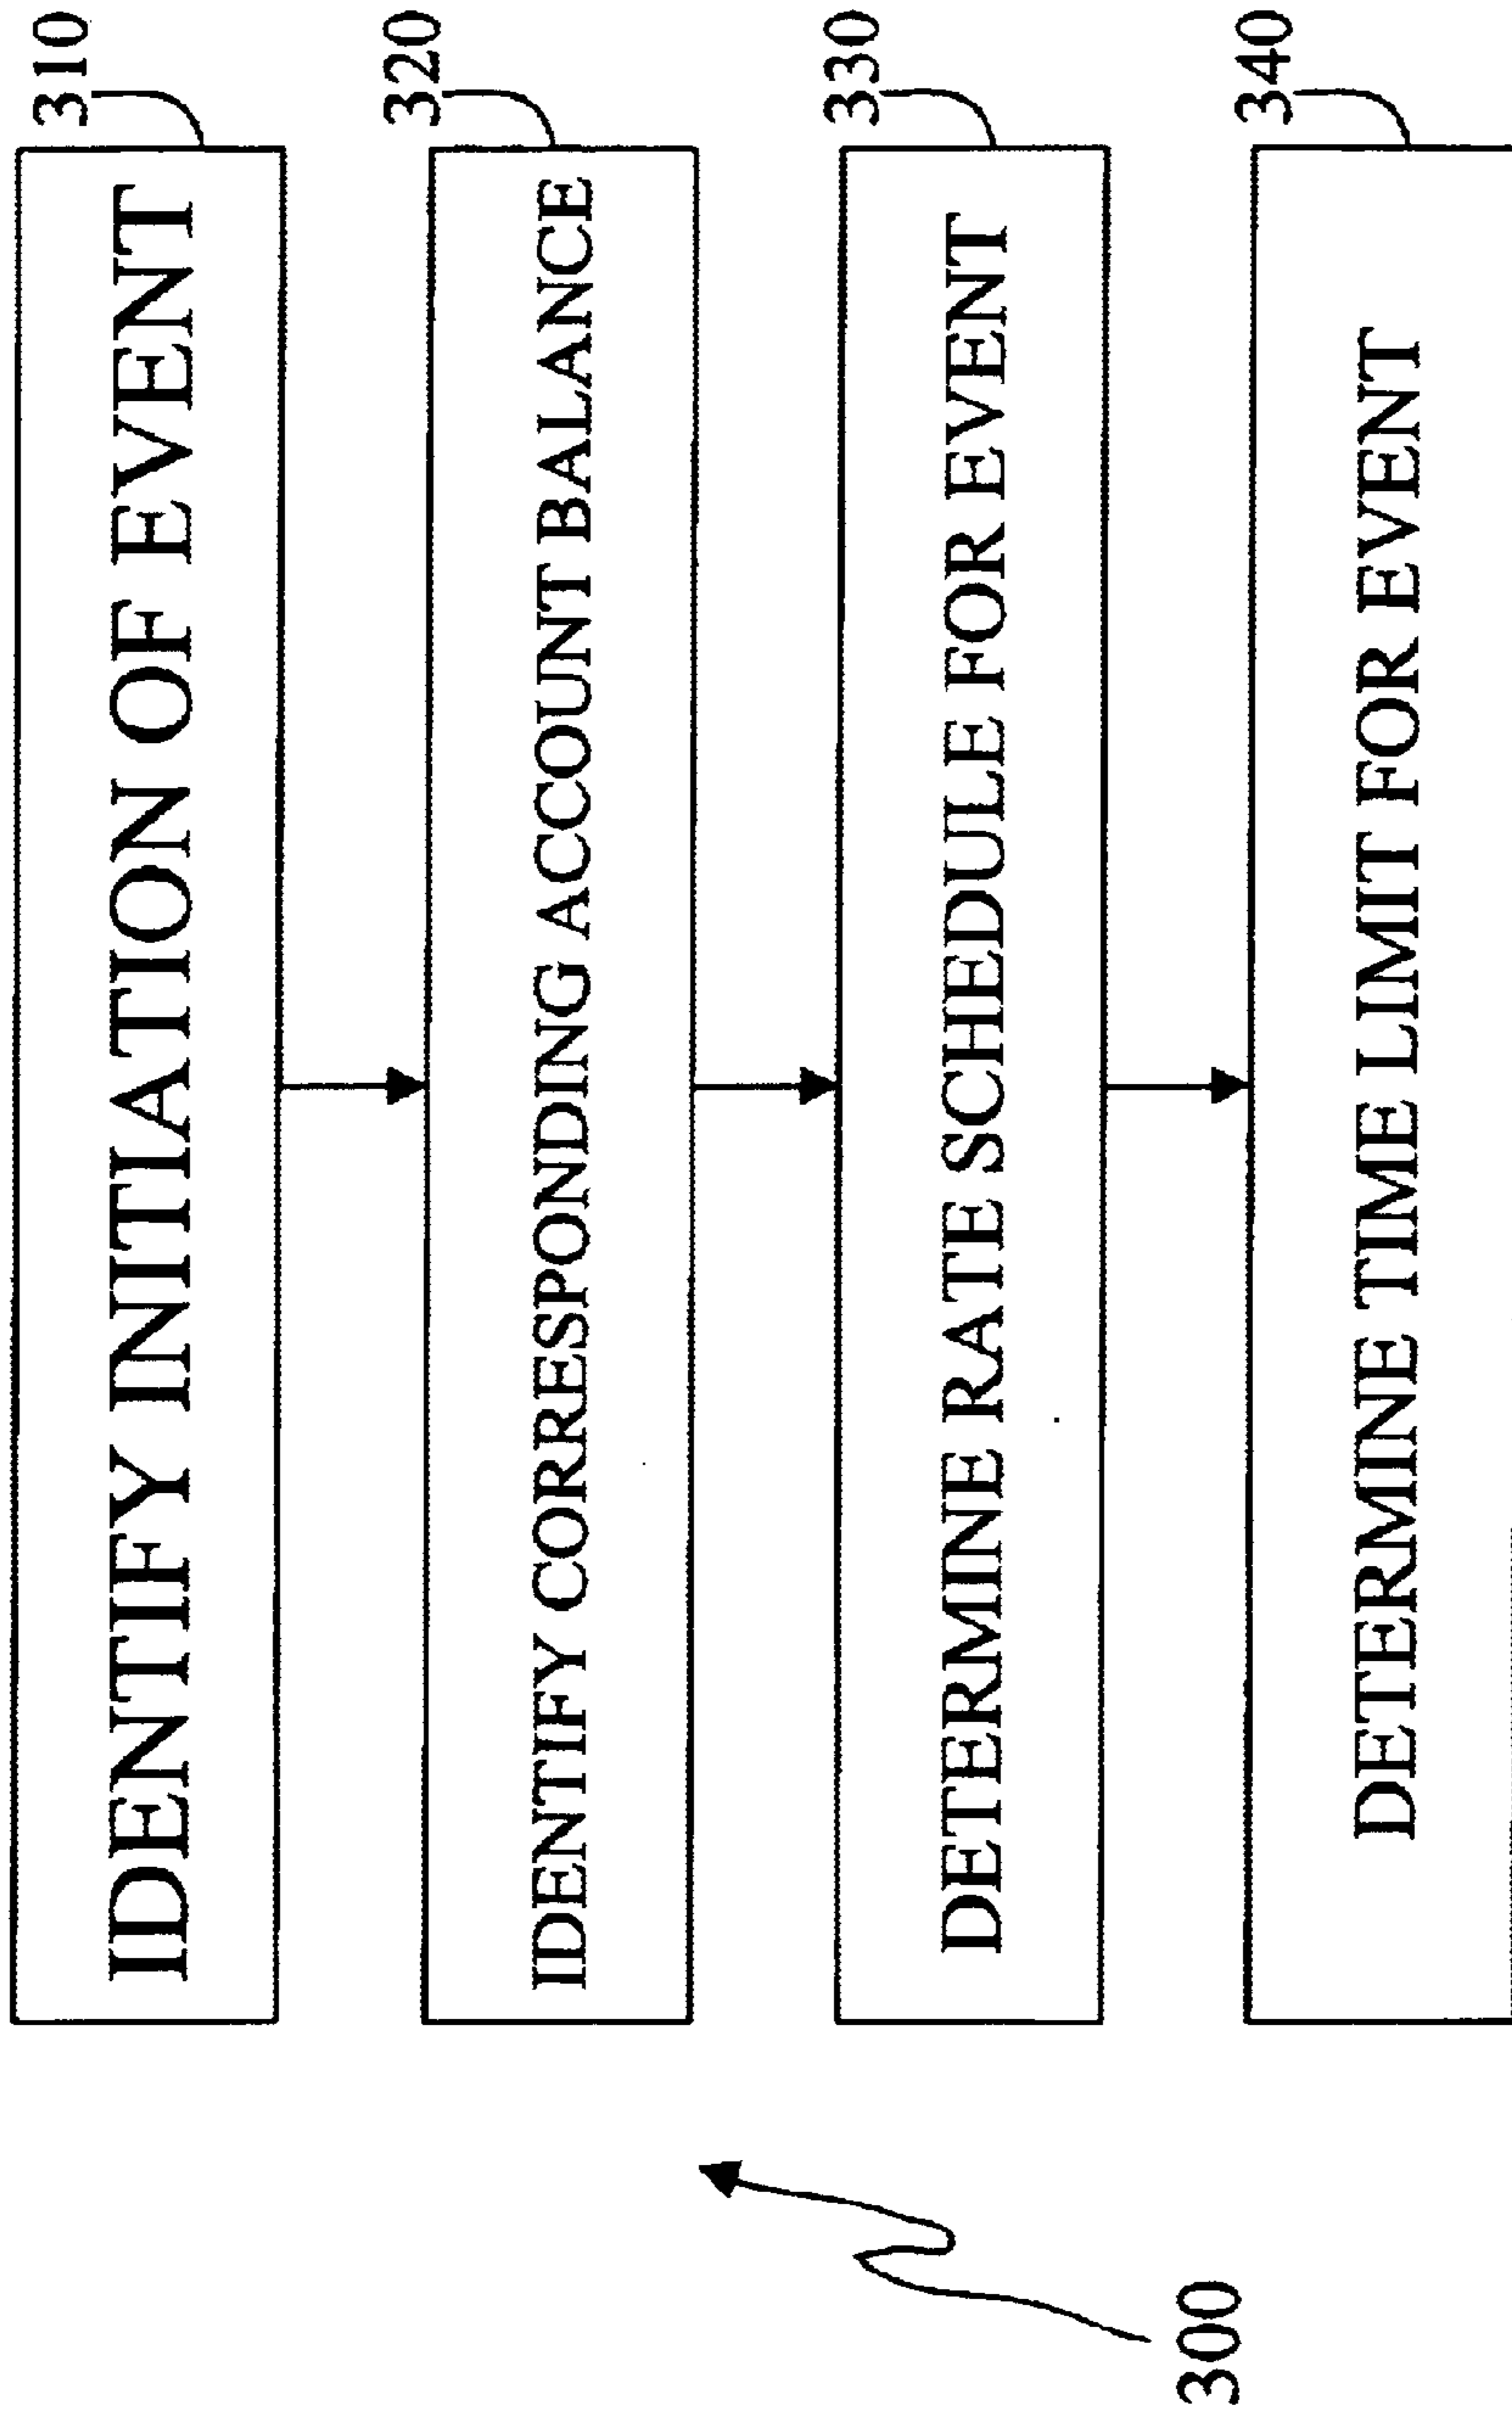 310
IDENTIFY INITIATION OF EVENT
320
IDENTIFY CORRESPONDING ACCOUNT BALANCE
330
DETERMINE RATE SCHEDULE FOR EVENT
340
DETERMINE TIME LIMIT FOR EVENT
300